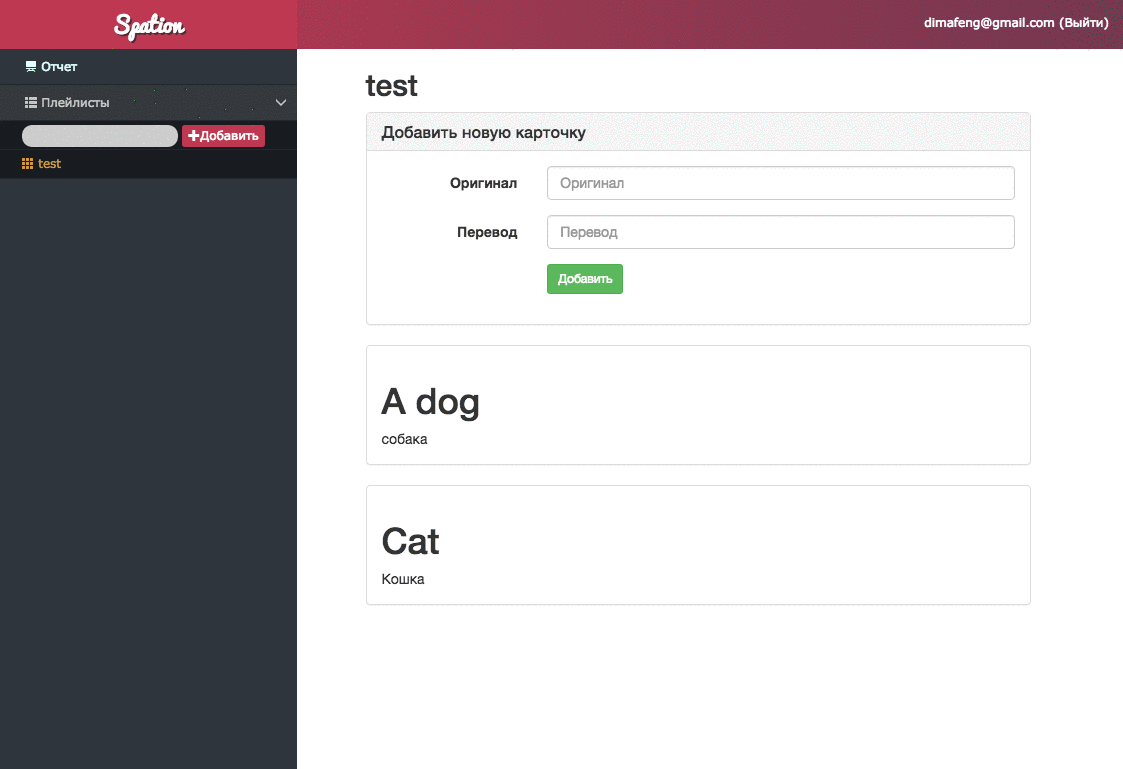 Spation
dimafeng@gmail.com (Выйти)
Отчет
Плейлисты
Добавить
test
test
Добавить новую карточку
Оригинал
Оригинал
Перевод
Перевод
Добавить
A dog
собака
Cat
Кошка